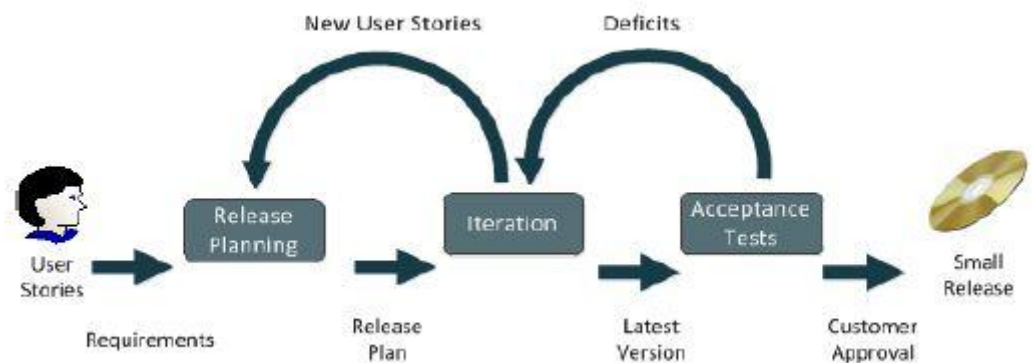 New User Stories
Deficits
Release
Planning
Iteration
Acceptance
Tests
User
Stories
Small
Release
Requirements
Release
Plan
Latest
Version
Customer
Approval